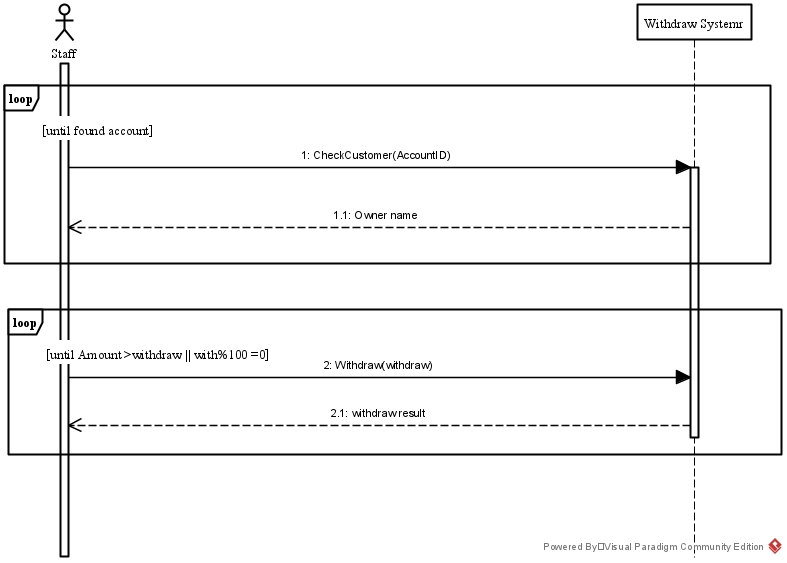 Staff
Withdraw Systemr
loop
[until found account]
1: CheckCustomer(AccountID)
1.1: Owner name
loop
[until Amount>withdraw || with%100 =0]
2: Withdraw(withdraw)
2.1: withdraw result
Powered By Visual Paradigm Community Edition